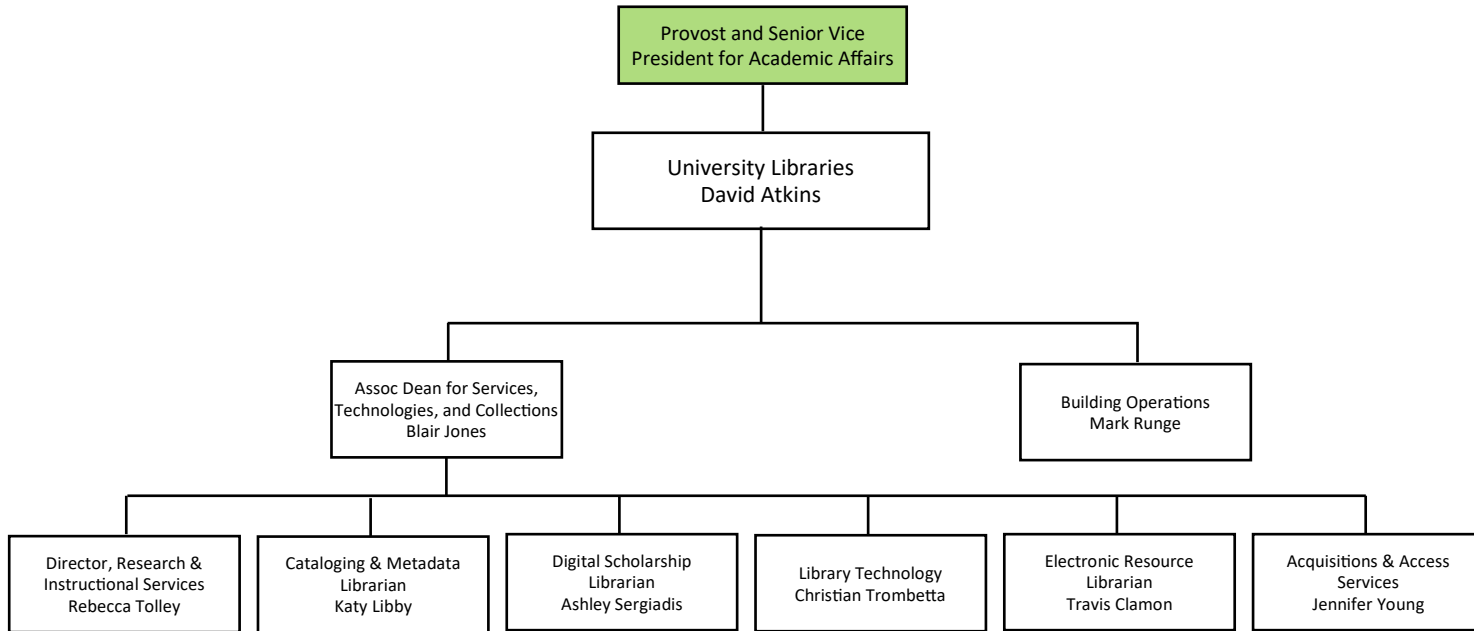 Provost and Senior Vice
President for Academic Affairs
University Libraries
David Atkins
Assoc Dean for Services,
Technologies, and Collections
Blair Jones
Building Operations
Mark Runge
Director, Research &
Instructional Services
Rebecca Tolley
Cataloging & Metadata
Librarian
Katy Libby
Digital Scholarship
Librarian
Ashley Sergiadis
Library Technology
Christian Trombetta
Electronic Resource
Librarian
Travis Clamon
Acquisitions & Access
Services
Jennifer Young